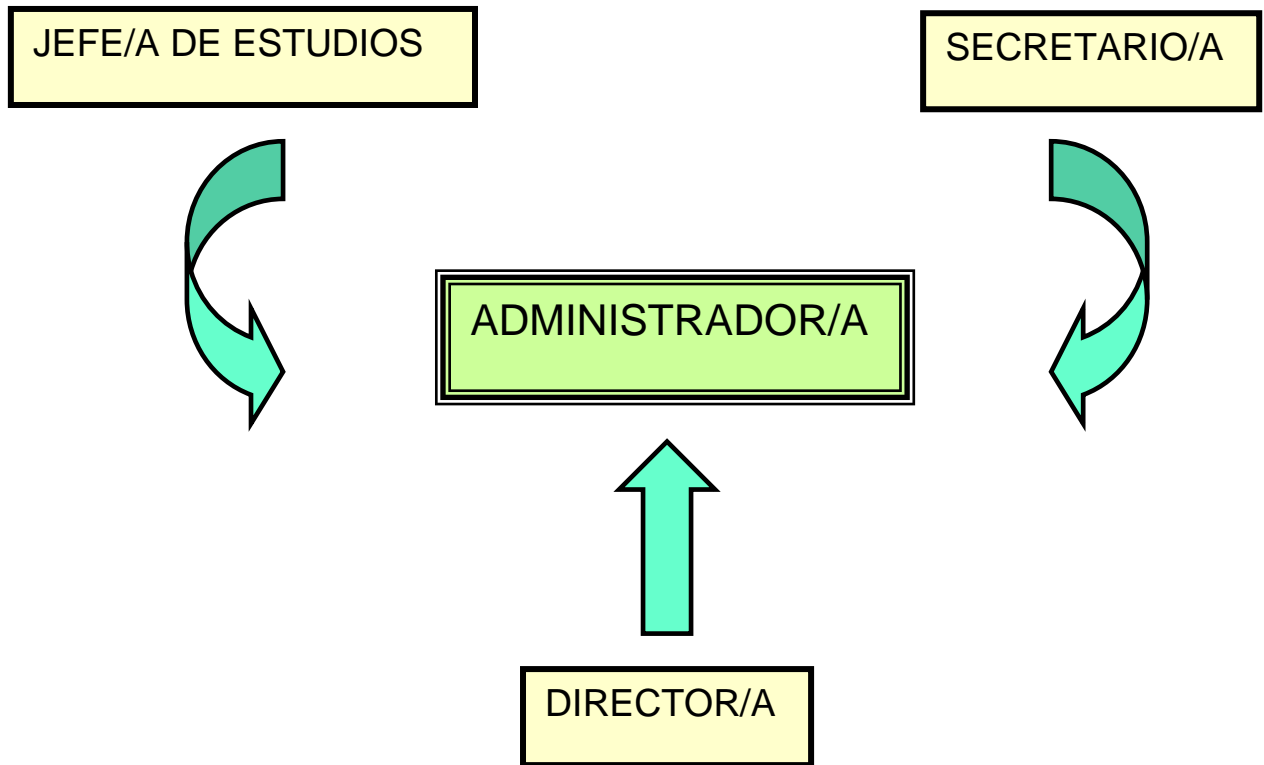 JEFE/A DE ESTUDIOS
SECRETARIO/A
ADMINISTRADOR/A
DIRECTOR/A